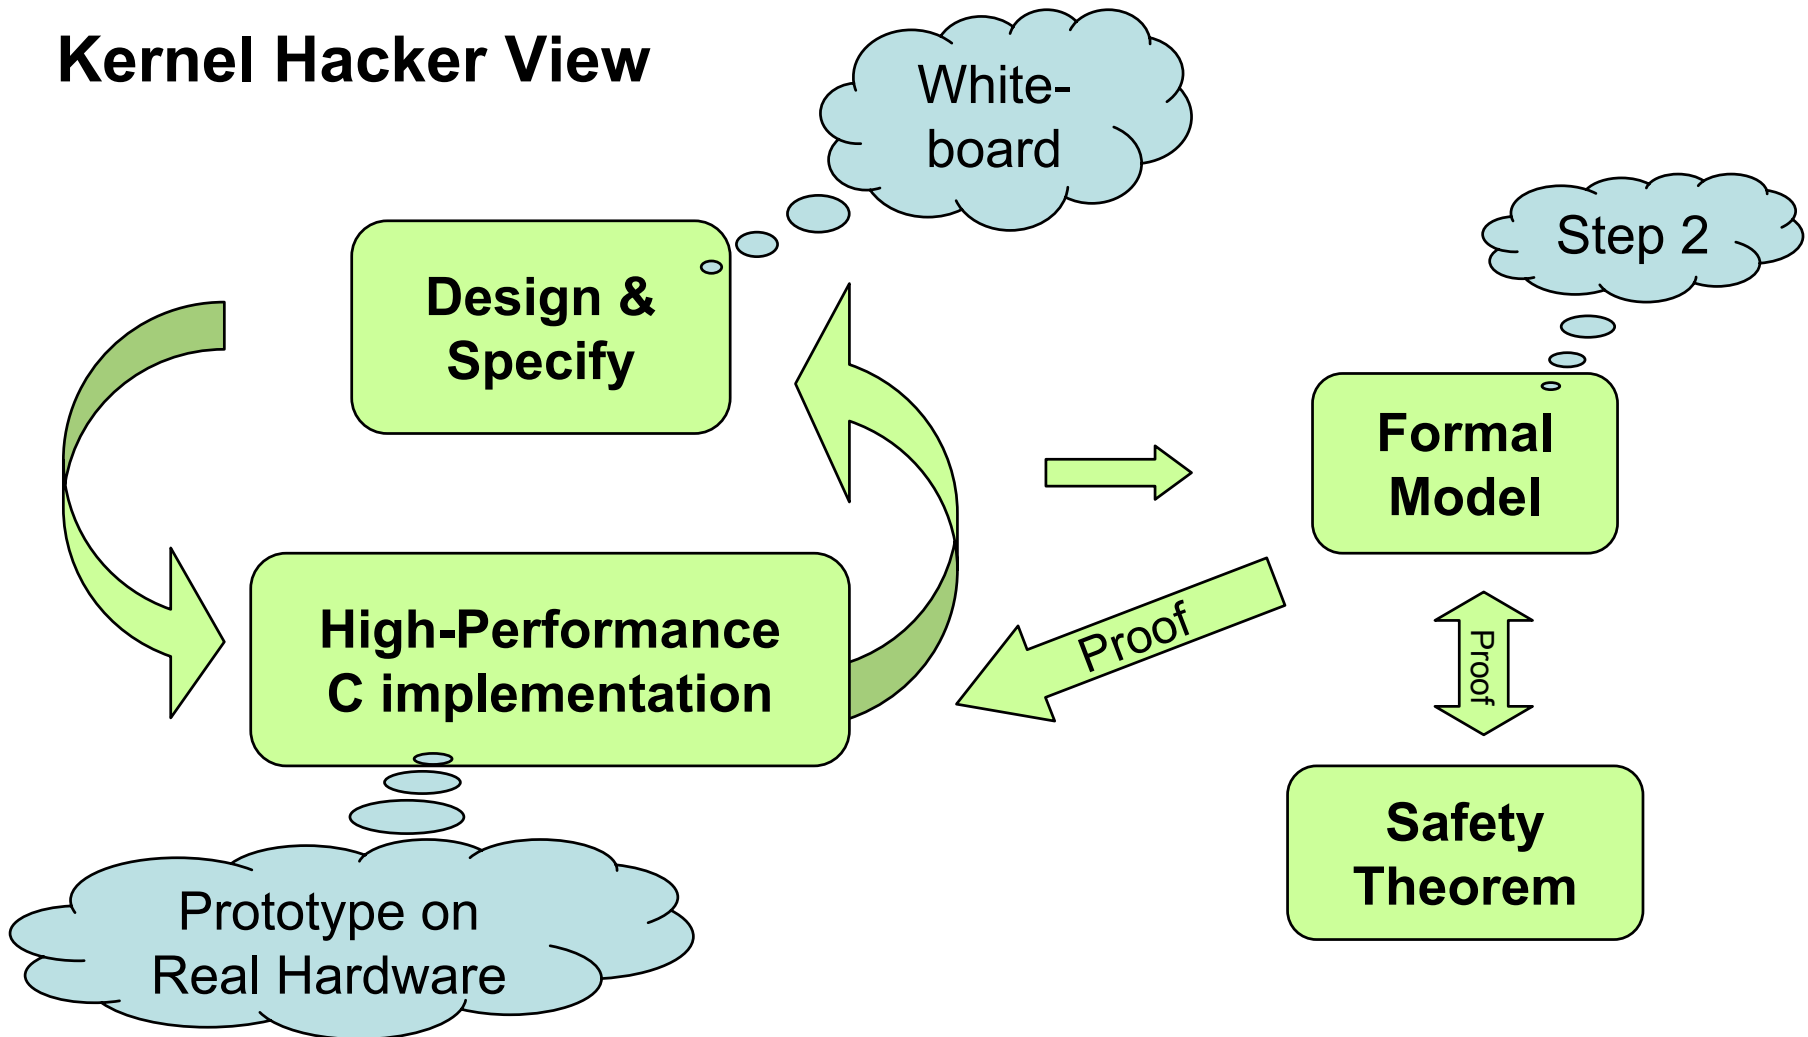 Kernel Hacker View
White-
board
Step 2
Design &
Specify
Formal
Model
High-Performance
C implementation
Proof
Proof
Safety
Theorem
Prototype on
Real Hardware